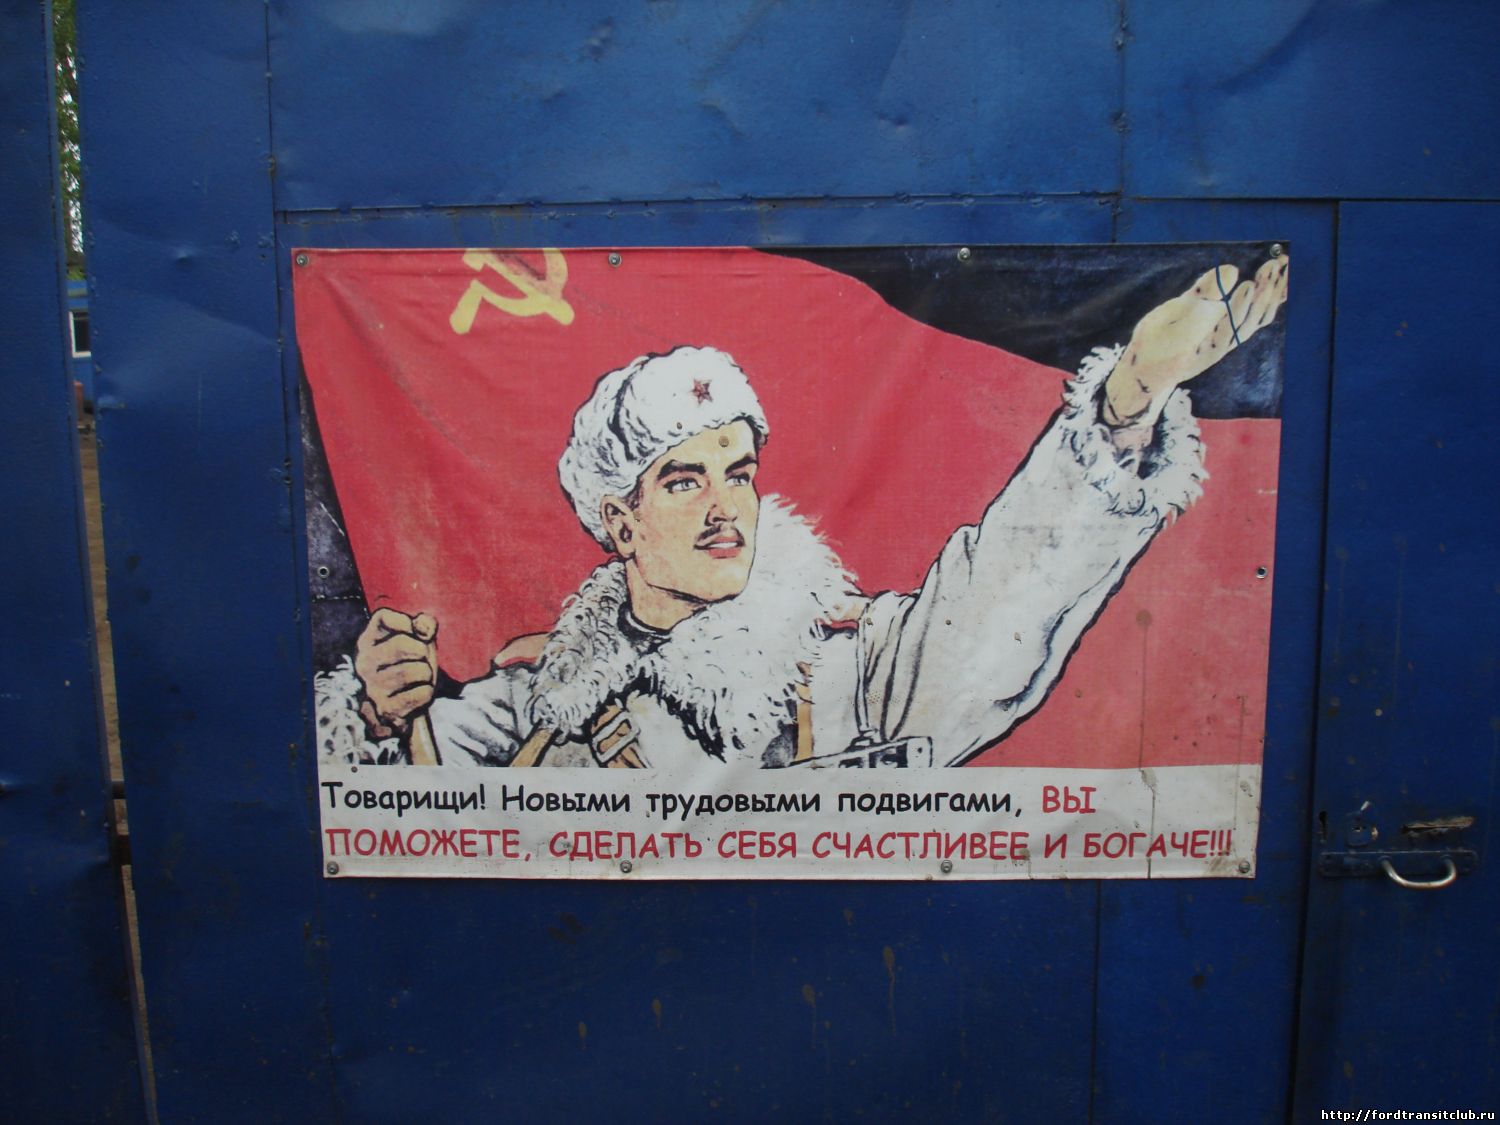 Товарищи! Новыми трудовыми подвигами, ВЫ
ПОМОЖЕТЕ, СДЕЛАТЬ СЕБЯ СЧАСТЛИВЕЕ И БОГАЧЕ!!!
http://fordtransitclub.ru